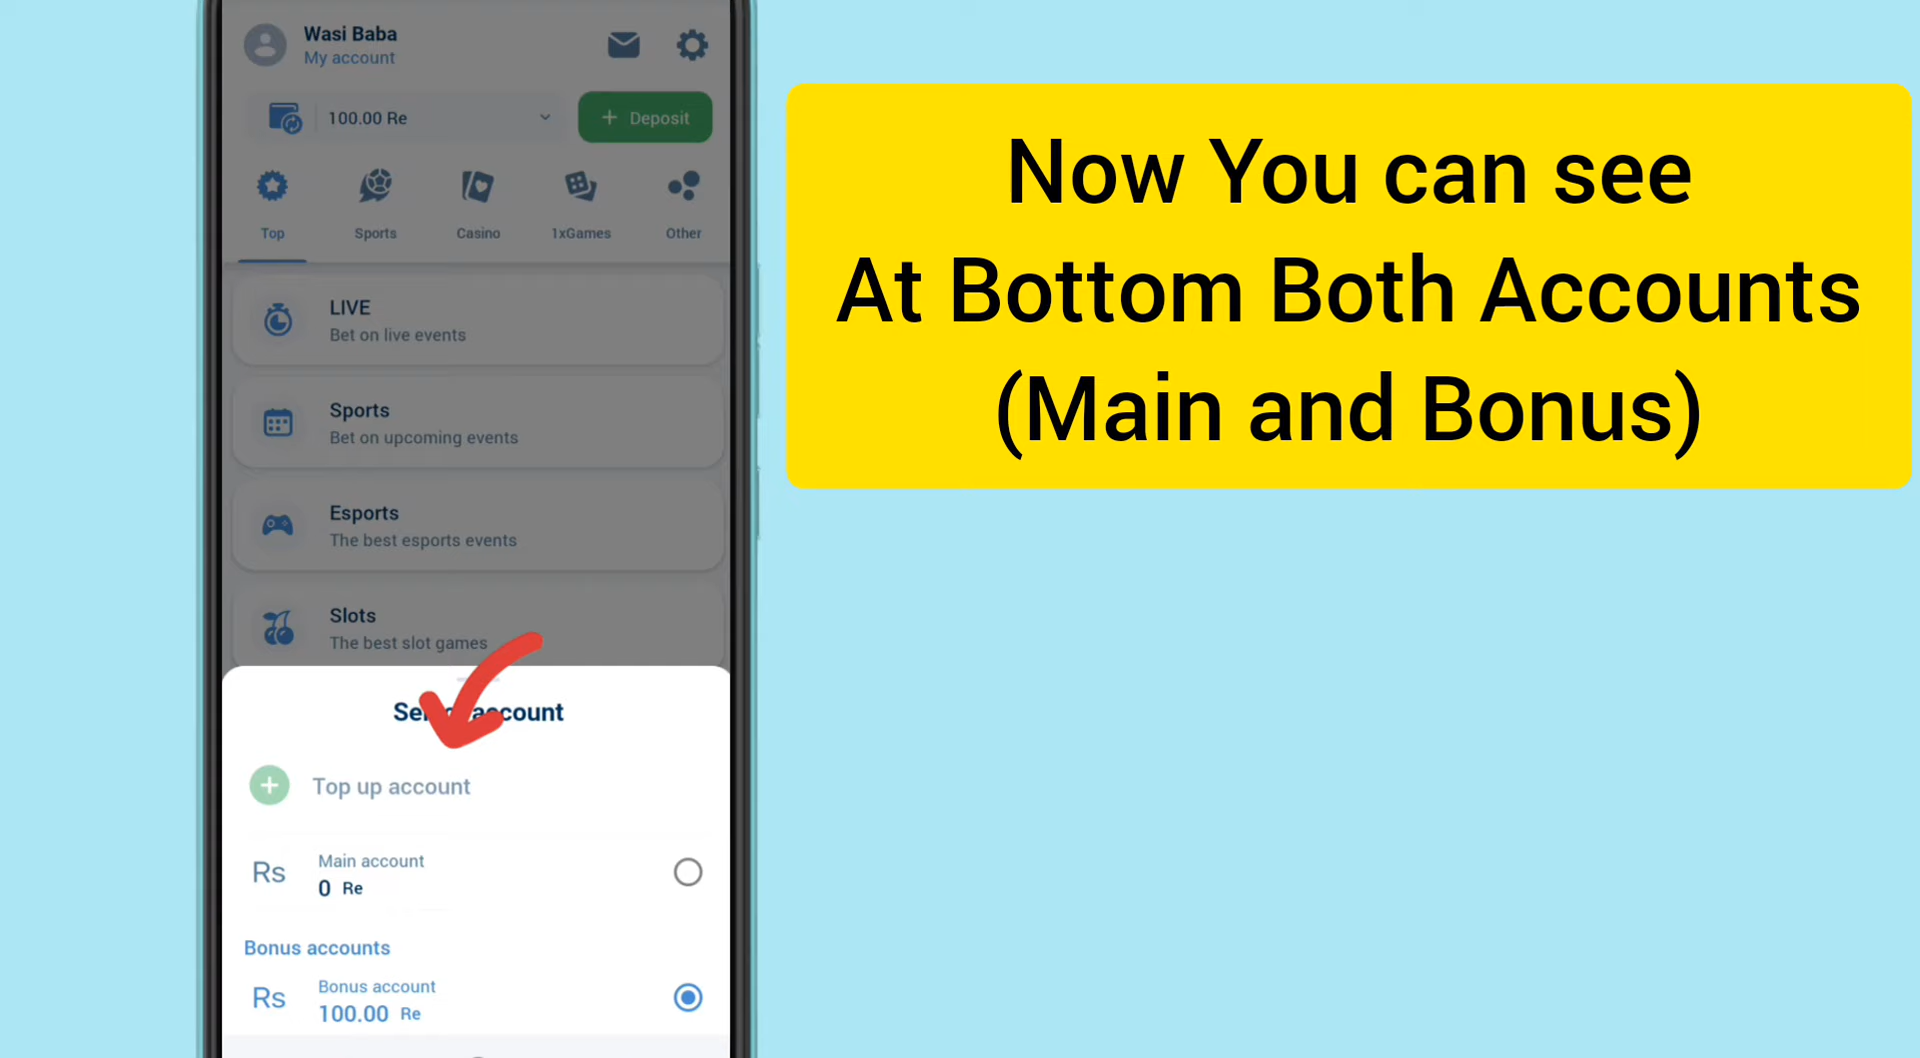 Wasi Baba
My account
100.00 Re
+ Deposit
Top Sports Casino 1xGames Other
LIVE
Bet on live events
Sports
Bet on upcoming events
Esports
The best esports events
Slots
The best slot games
account
Top up account
Rs
Main account
0 Re
Bonus accounts
Rs
Bonus account
100.00 Re
Now You can see
At Bottom Both Accounts
(Main and Bonus)